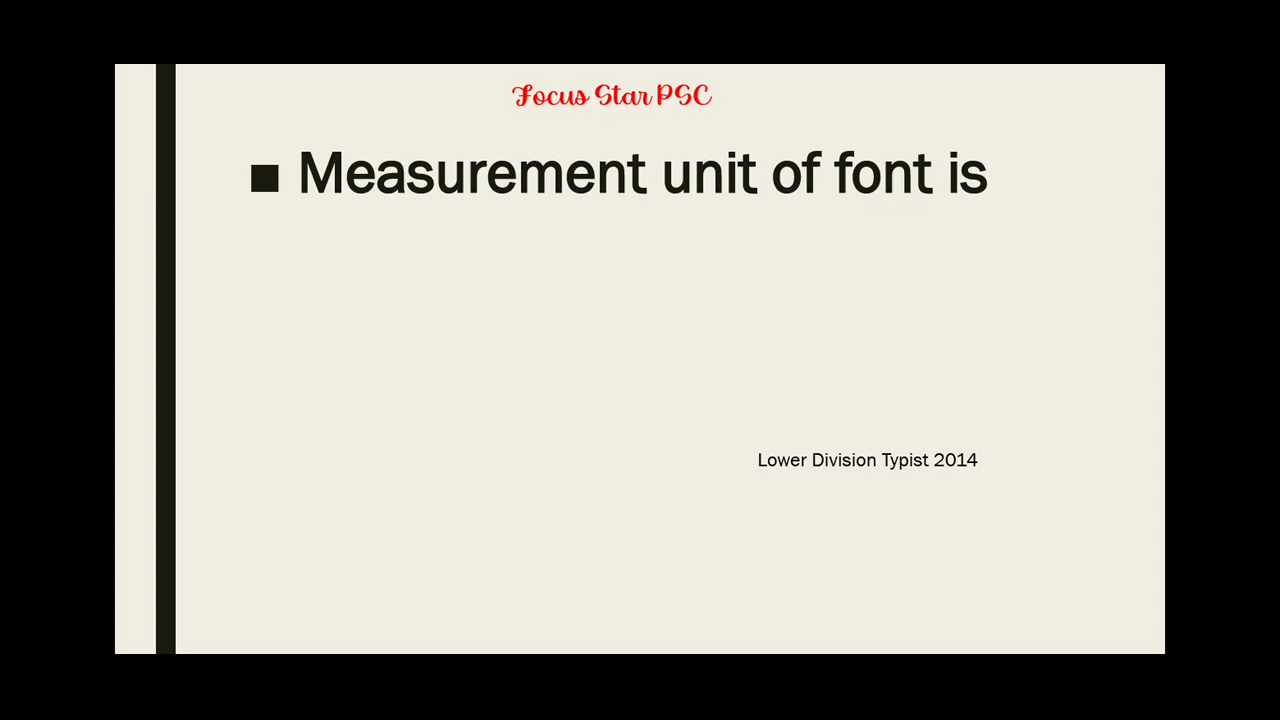 Focus Star PSC
■ Measurement unit of font is
Lower Division Typist 2014